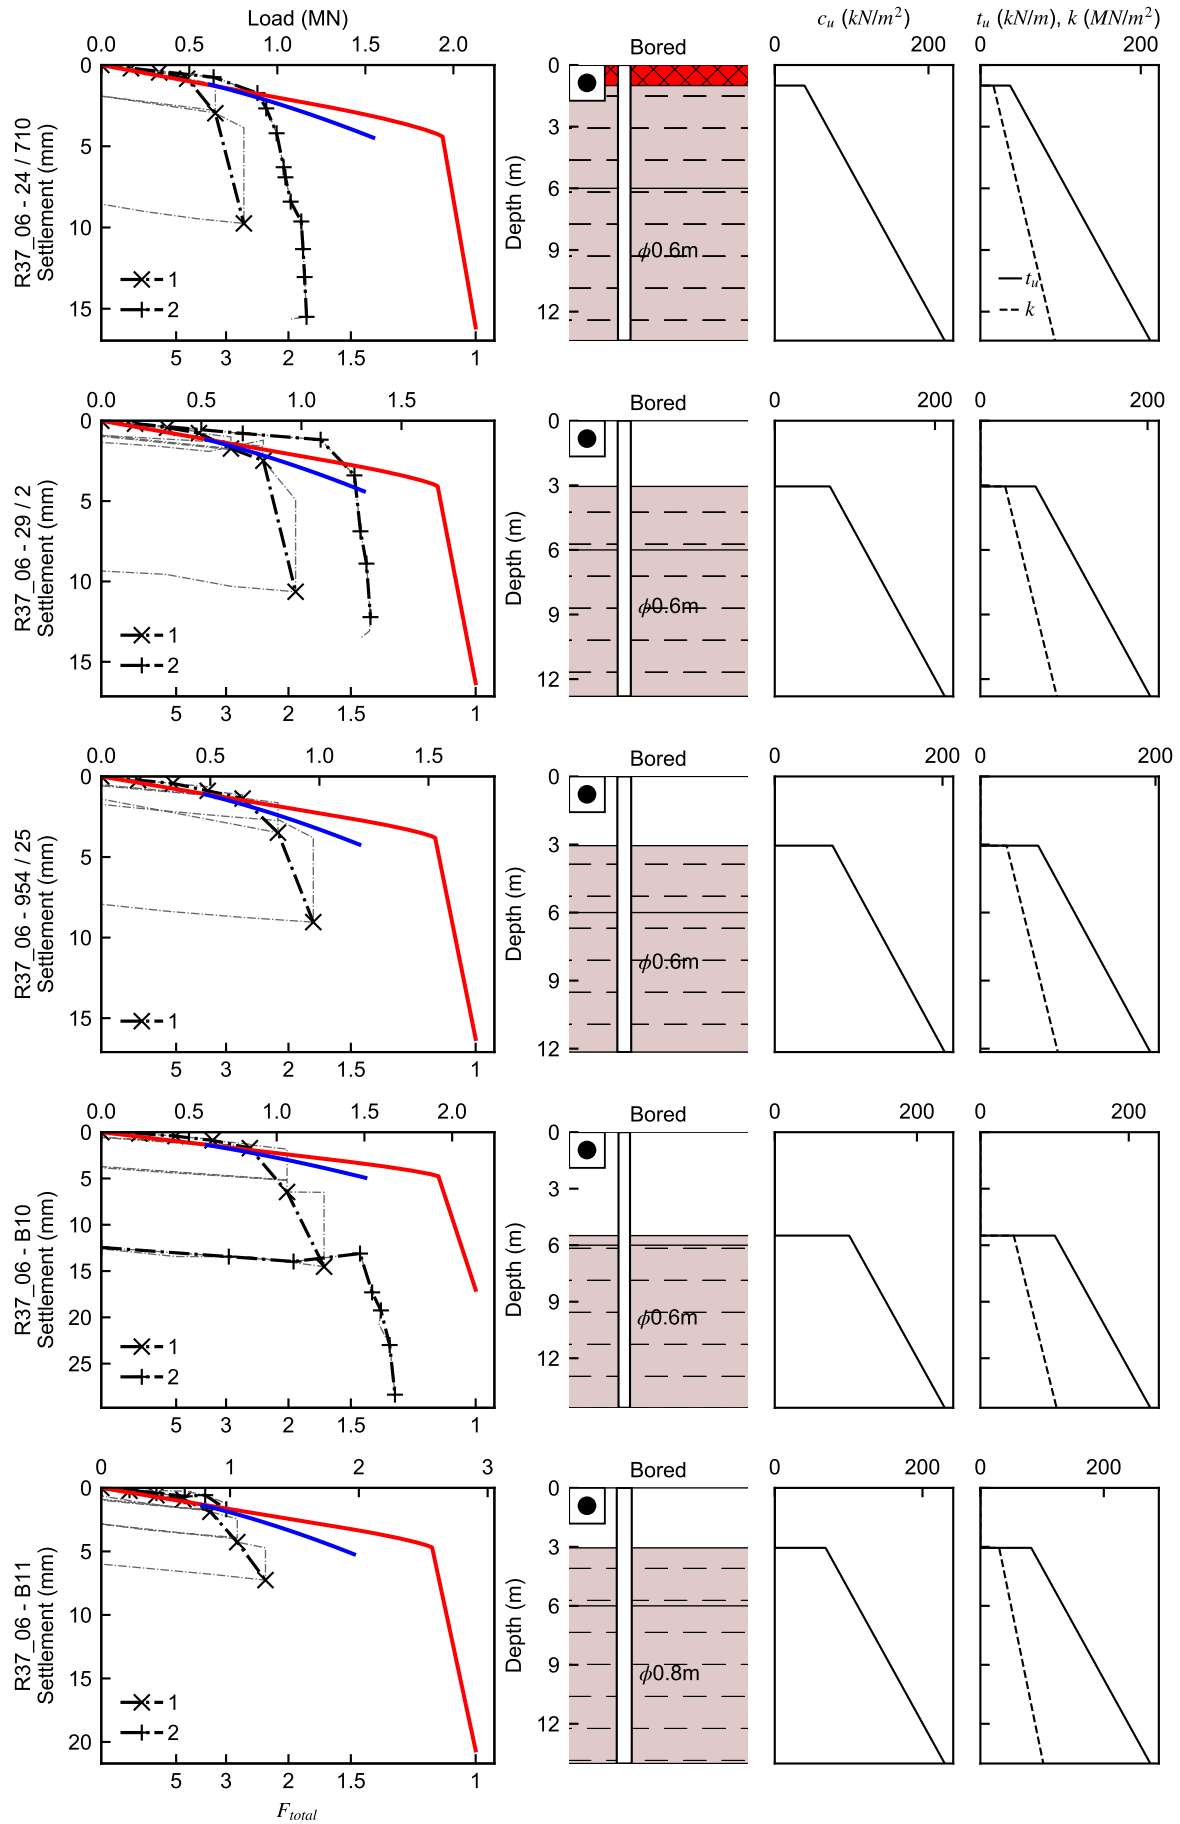 Load (MN)
0.0 0.5 1.0 1.5 2.0
R37_06 - 24 / 710
Settlement (mm)
0
5
10
15
1
2
5 3 2 1.5 1
Bored
Depth (m)
0
3
6
9
12
ϕ0.6m
c_u (kN/m²)
0 200
t_u (kN/m), k (MN/m²)
0 200
t_u
k
0.0 0.5 1.0 1.5
R37_06 - 29 / 2
Settlement (mm)
0
5
10
15
1
2
5 3 2 1.5 1
Bored
Depth (m)
0
3
6
9
12
ϕ0.6m
0 200
0 200
0.0 0.5 1.0 1.5
R37_06 - 954 / 25
Settlement (mm)
0
5
10
15
1
5 3 2 1.5 1
Bored
Depth (m)
0
3
6
9
12
ϕ0.6m
0 200
0 200
0.0 0.5 1.0 1.5 2.0
R37_06 - B10
Settlement (mm)
0
5
10
15
20
25
1
2
5 3 2 1.5 1
Bored
Depth (m)
0
3
6
9
12
ϕ0.6m
0 200
0 200
0 1 2 3
R37_06 - B11
Settlement (mm)
0
5
10
15
20
1
2
5 3 2 1.5 1
F_total
Bored
Depth (m)
0
3
6
9
12
ϕ0.8m
0 200
0 200